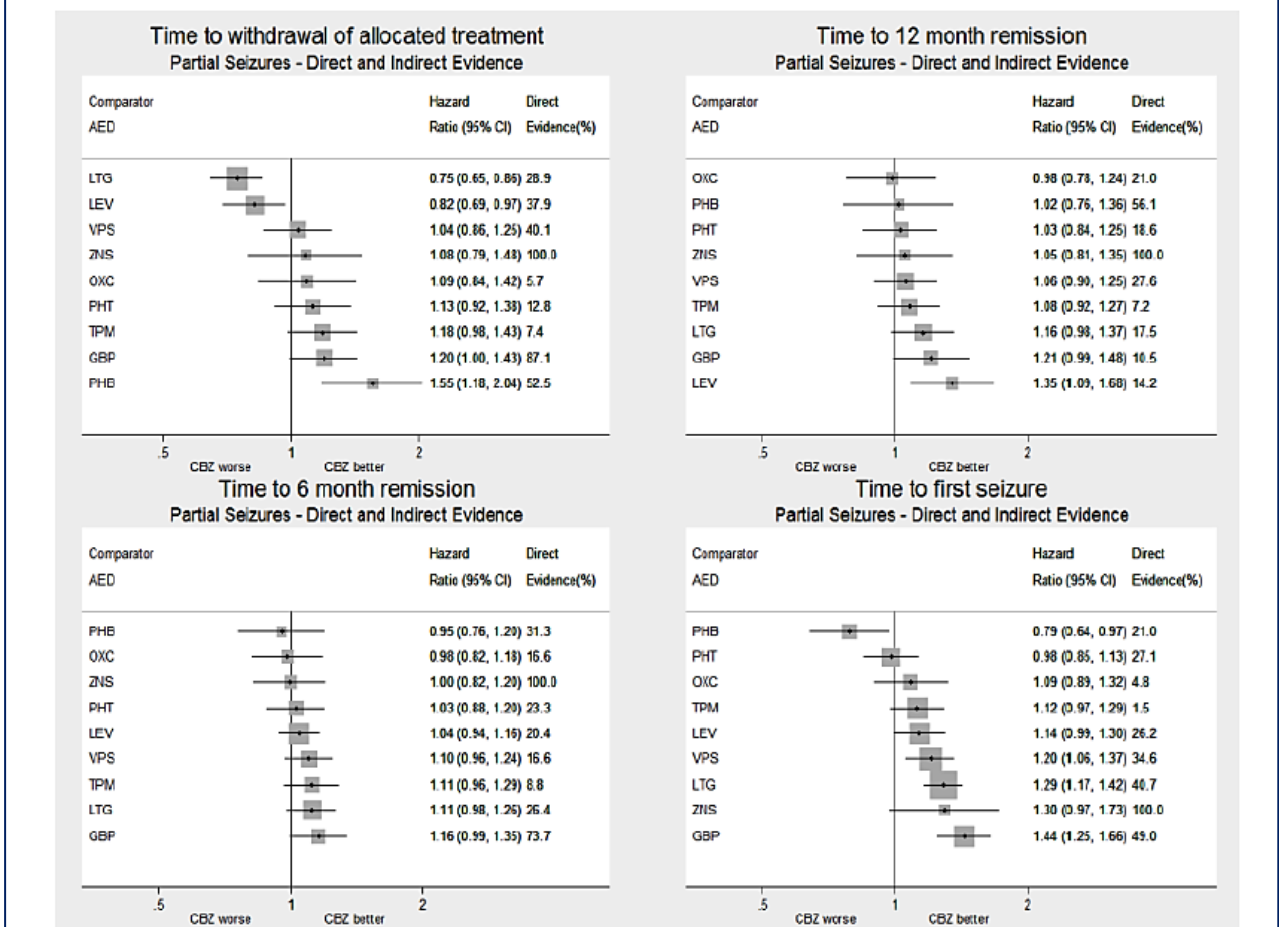 Time to withdrawal of allocated treatment
Partial Seizures - Direct and Indirect Evidence
Comparator Hazard Direct
AED Ratio (95% CI) Evidence(%)
LTG 0.75 (0.65, 0.86) 28.9
LEV 0.82 (0.69, 0.97) 37.9
VPS 1.04 (0.86, 1.25) 40.1
ZNS 1.08 (0.79, 1.48) 100.0
OXC 1.09 (0.84, 1.42) 5.7
PHT 1.13 (0.92, 1.38) 12.8
TPM 1.18 (0.98, 1.43) 7.4
GBP 1.20 (1.00, 1.43) 87.1
PHB 1.55 (1.18, 2.04) 52.5
.5 1 2
CBZ worse CBZ better
Time to 12 month remission
Partial Seizures - Direct and Indirect Evidence
Comparator Hazard Direct
AED Ratio (95% CI) Evidence(%)
OXC 0.98 (0.78, 1.24) 21.0
PHB 1.02 (0.76, 1.36) 56.1
PHT 1.03 (0.84, 1.25) 18.6
ZNS 1.05 (0.81, 1.35) 100.0
VPS 1.06 (0.90, 1.25) 27.6
TPM 1.08 (0.92, 1.27) 7.2
LTG 1.16 (0.98, 1.37) 17.5
GBP 1.21 (0.99, 1.48) 10.5
LEV 1.35 (1.09, 1.68) 14.2
.5 1 2
CBZ worse CBZ better
Time to 6 month remission
Partial Seizures - Direct and Indirect Evidence
Comparator Hazard Direct
AED Ratio (95% CI) Evidence(%)
PHB 0.95 (0.76, 1.20) 31.3
OXC 0.98 (0.82, 1.18) 16.6
ZNS 1.00 (0.82, 1.20) 100.0
PHT 1.03 (0.88, 1.20) 23.3
LEV 1.04 (0.94, 1.16) 20.4
VPS 1.10 (0.96, 1.24) 16.6
TPM 1.11 (0.96, 1.29) 8.8
LTG 1.11 (0.98, 1.26) 26.4
GBP 1.16 (0.99, 1.35) 73.7
.5 1 2
CBZ worse CBZ better
Time to first seizure
Partial Seizures - Direct and Indirect Evidence
Comparator Hazard Direct
AED Ratio (95% CI) Evidence(%)
PHB 0.79 (0.64, 0.97) 21.0
PHT 0.98 (0.85, 1.13) 27.1
OXC 1.09 (0.89, 1.32) 4.8
TPM 1.12 (0.97, 1.29) 1.5
LEV 1.14 (0.99, 1.30) 26.2
VPS 1.20 (1.06, 1.37) 34.6
LTG 1.29 (1.17, 1.42) 40.7
ZNS 1.30 (0.97, 1.73) 100.0
GBP 1.44 (1.25, 1.66) 49.0
.5 1 2
CBZ worse CBZ better